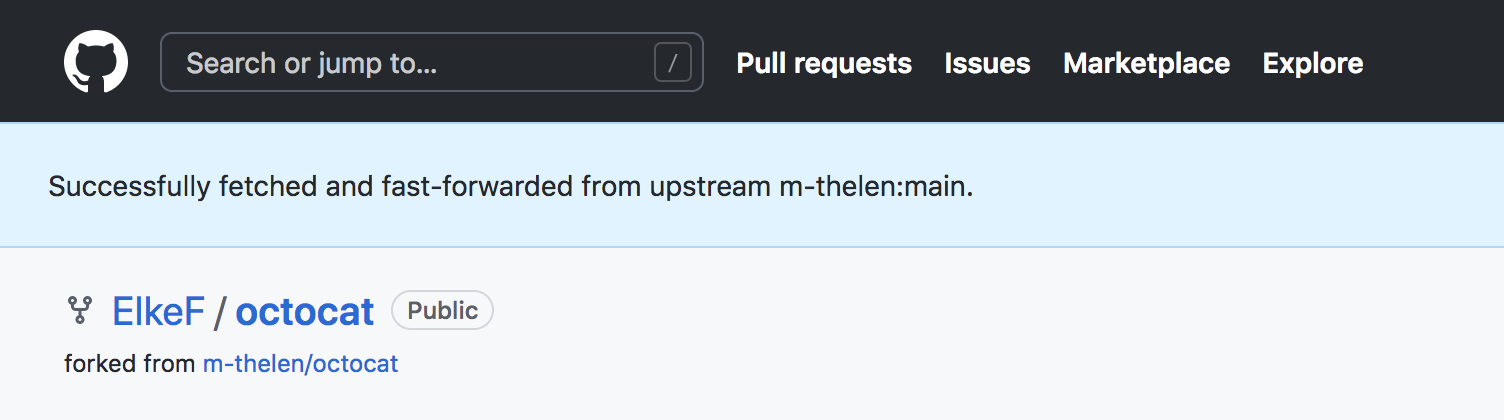 Search or jump to... /
Pull requests Issues Marketplace Explore
Successfully fetched and fast-forwarded from upstream m-thelen:main.
ElkeF / octocat Public
forked from m-thelen/octocat